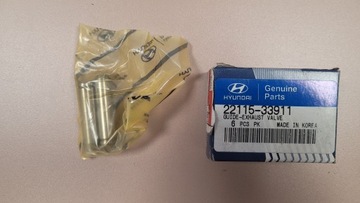 HYUNDAI
Genuine
Parts
22115-33911
GUIDE-EXHAUST VALVE
6 PCS PK MADE IN KOREA